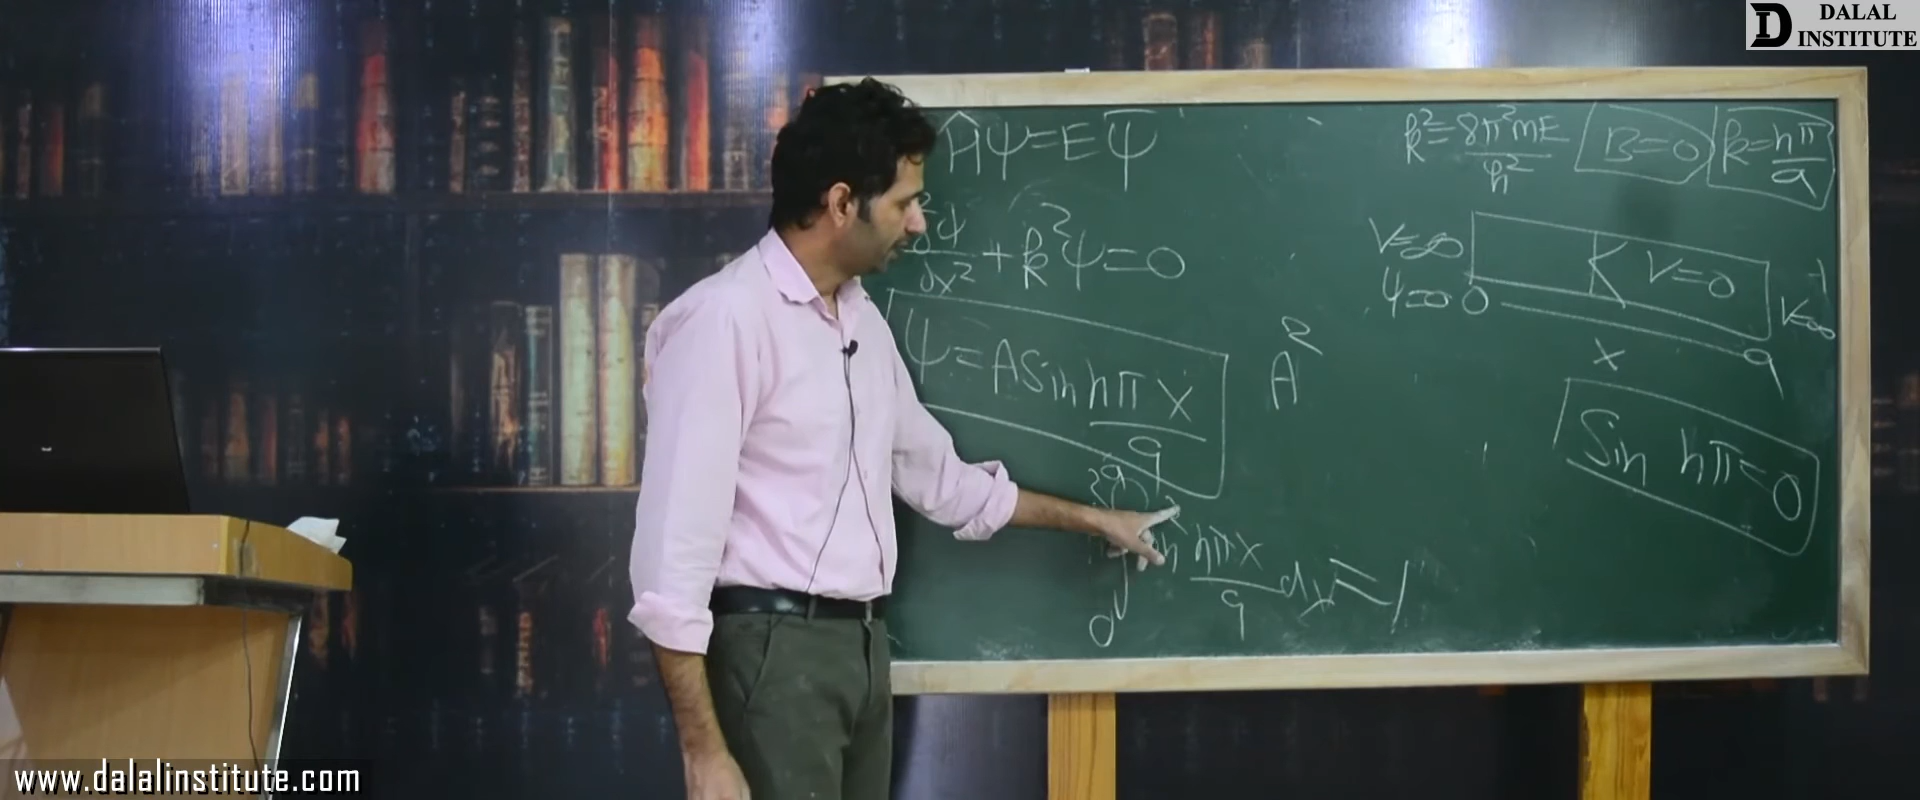 DALAL
INSTITUTE
Ĥψ=Eψ
k²=8π²mE/h²
B=0
k=nπ/a
d²ψ/dx²+k²ψ=0
V=∞
V=0
ψ=0 0
V=∞
x
a
ψ=A Sin nπx/a
A²
Sin nπ=0
nπx/a dx=1
www.dalalinstitute.com